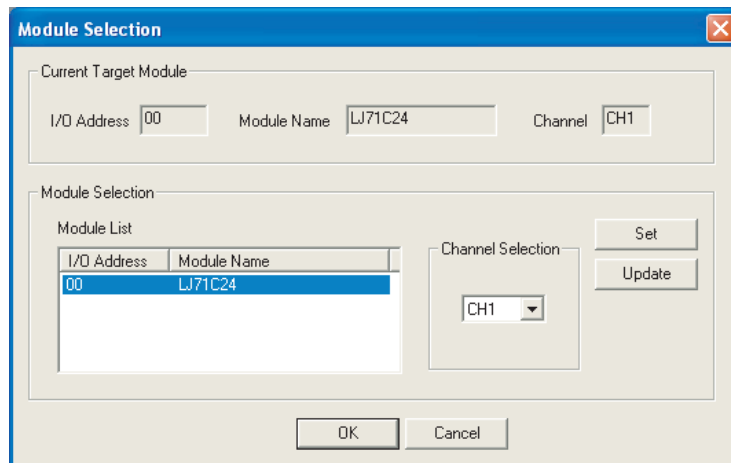 Module Selection
Current Target Module
I/O Address 00 Module Name LJ71C24 Channel CH1
Module Selection
Module List
I/O Address Module Name
00 LJ71C24
Channel Selection
CH1
Set
Update
OK Cancel